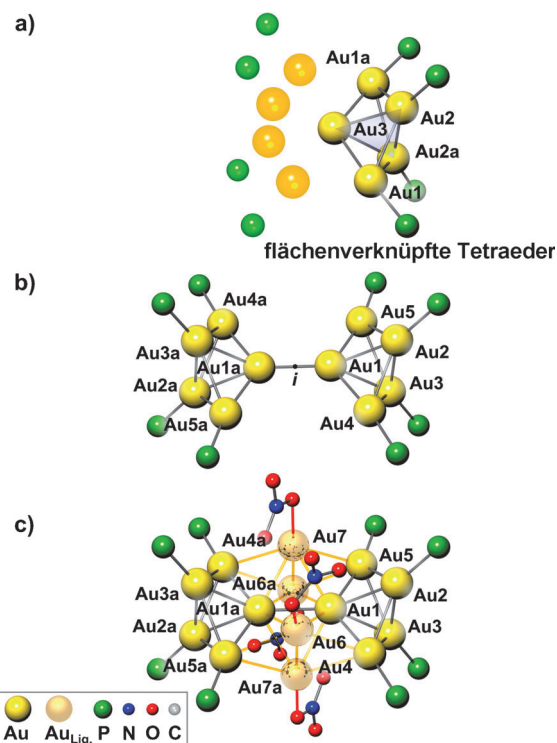 a)
Au1a
Au3
Au2
Au2a
Au1
flächenverknüpfte Tetraeder
b)
Au4a
Au5
Au3a
Au1a
Au1
Au2
i
Au2a
Au3
Au5a
Au4
c)
Au4a
Au7
Au5
Au3a
Au6a
Au2
Au1a
Au1
Au2a
Au6
Au3
Au5a
Au4
Au7a
Au AuLig. P N O C